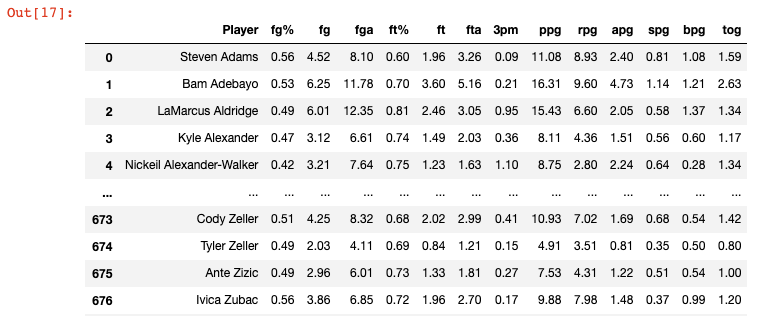 Out[17]:
Player fg% fg fga ft% ft fta 3pm ppg rpg apg spg bpg tog
0 Steven Adams 0.56 4.52 8.10 0.60 1.96 3.26 0.09 11.08 8.93 2.40 0.81 1.08 1.59
1 Bam Adebayo 0.53 6.25 11.78 0.70 3.60 5.16 0.21 16.31 9.60 4.73 1.14 1.21 2.63
2 LaMarcus Aldridge 0.49 6.01 12.35 0.81 2.46 3.05 0.95 15.43 6.60 2.05 0.58 1.37 1.34
3 Kyle Alexander 0.47 3.12 6.61 0.74 1.49 2.03 0.36 8.11 4.36 1.51 0.56 0.60 1.17
4 Nickeil Alexander-Walker 0.42 3.21 7.64 0.75 1.23 1.63 1.10 8.75 2.80 2.24 0.64 0.28 1.34
... ... ... ... ... ... ... ... ... ... ... ... ... ... ...
673 Cody Zeller 0.51 4.25 8.32 0.68 2.02 2.99 0.41 10.93 7.02 1.69 0.68 0.54 1.42
674 Tyler Zeller 0.49 2.03 4.11 0.69 0.84 1.21 0.15 4.91 3.51 0.81 0.35 0.50 0.80
675 Ante Zizic 0.49 2.96 6.01 0.73 1.33 1.81 0.27 7.53 4.31 1.22 0.51 0.54 1.00
676 Ivica Zubac 0.56 3.86 6.85 0.72 1.96 2.70 0.17 9.88 7.98 1.48 0.37 0.99 1.20